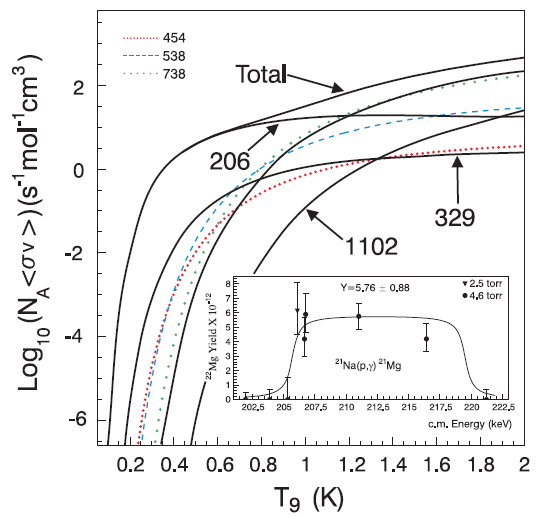 454
538
738
Total
206
329
1102
2
0
-2
-4
-6
Log10 (NA <σν>) (s-1mol-1cm3)
0.2 0.4 0.6 0.8 1 1.2 1.4 1.6 1.8 2
T9 (K)
Y=5.76 ± 0.88
2.5 torr
4.6 torr
8
7
6
5
4
3
2
1
0
22Mg Yield X 10-12
21Na(p,γ) 21Mg
202.5 205 207.5 210 212.5 215 217.5 220 222.5
c.m. Energy (keV)